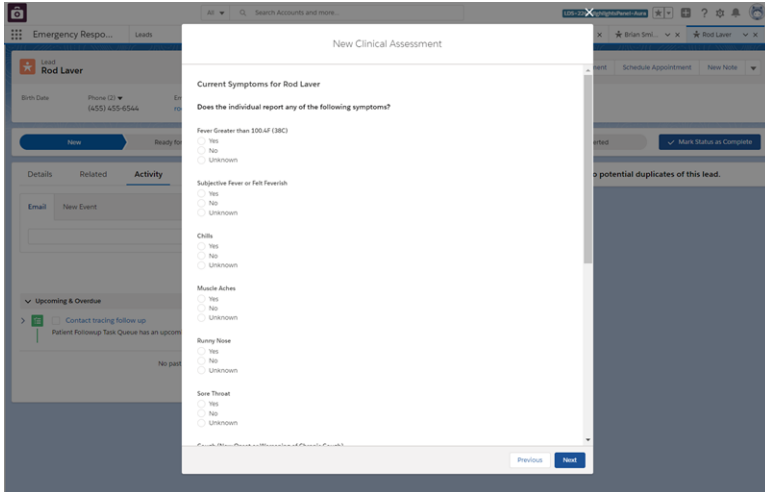 All
Search Accounts and more...
Emergency Respo...
Leads
Brian Smi...
Rod Laver
Lead
Rod Laver
Schedule Appointment
New Note
Birth Date
Phone (2)
(455) 455-6544
New
Mark Status as Complete
Details
Related
Activity
o potential duplicates of this lead.
Email
New Event
Upcoming & Overdue
Contact tracing follow up
Patient Followup Task Queue has an upcom
No past
New Clinical Assessment
Current Symptoms for Rod Laver
Does the individual report any of the following symptoms?
Fever Greater than 100.4F (38C)
Yes
No
Unknown
Subjective Fever or Felt Feverish
Yes
No
Unknown
Chills
Yes
No
Unknown
Muscle Aches
Yes
No
Unknown
Runny Nose
Yes
No
Unknown
Sore Throat
Yes
No
Unknown
Previous
Next